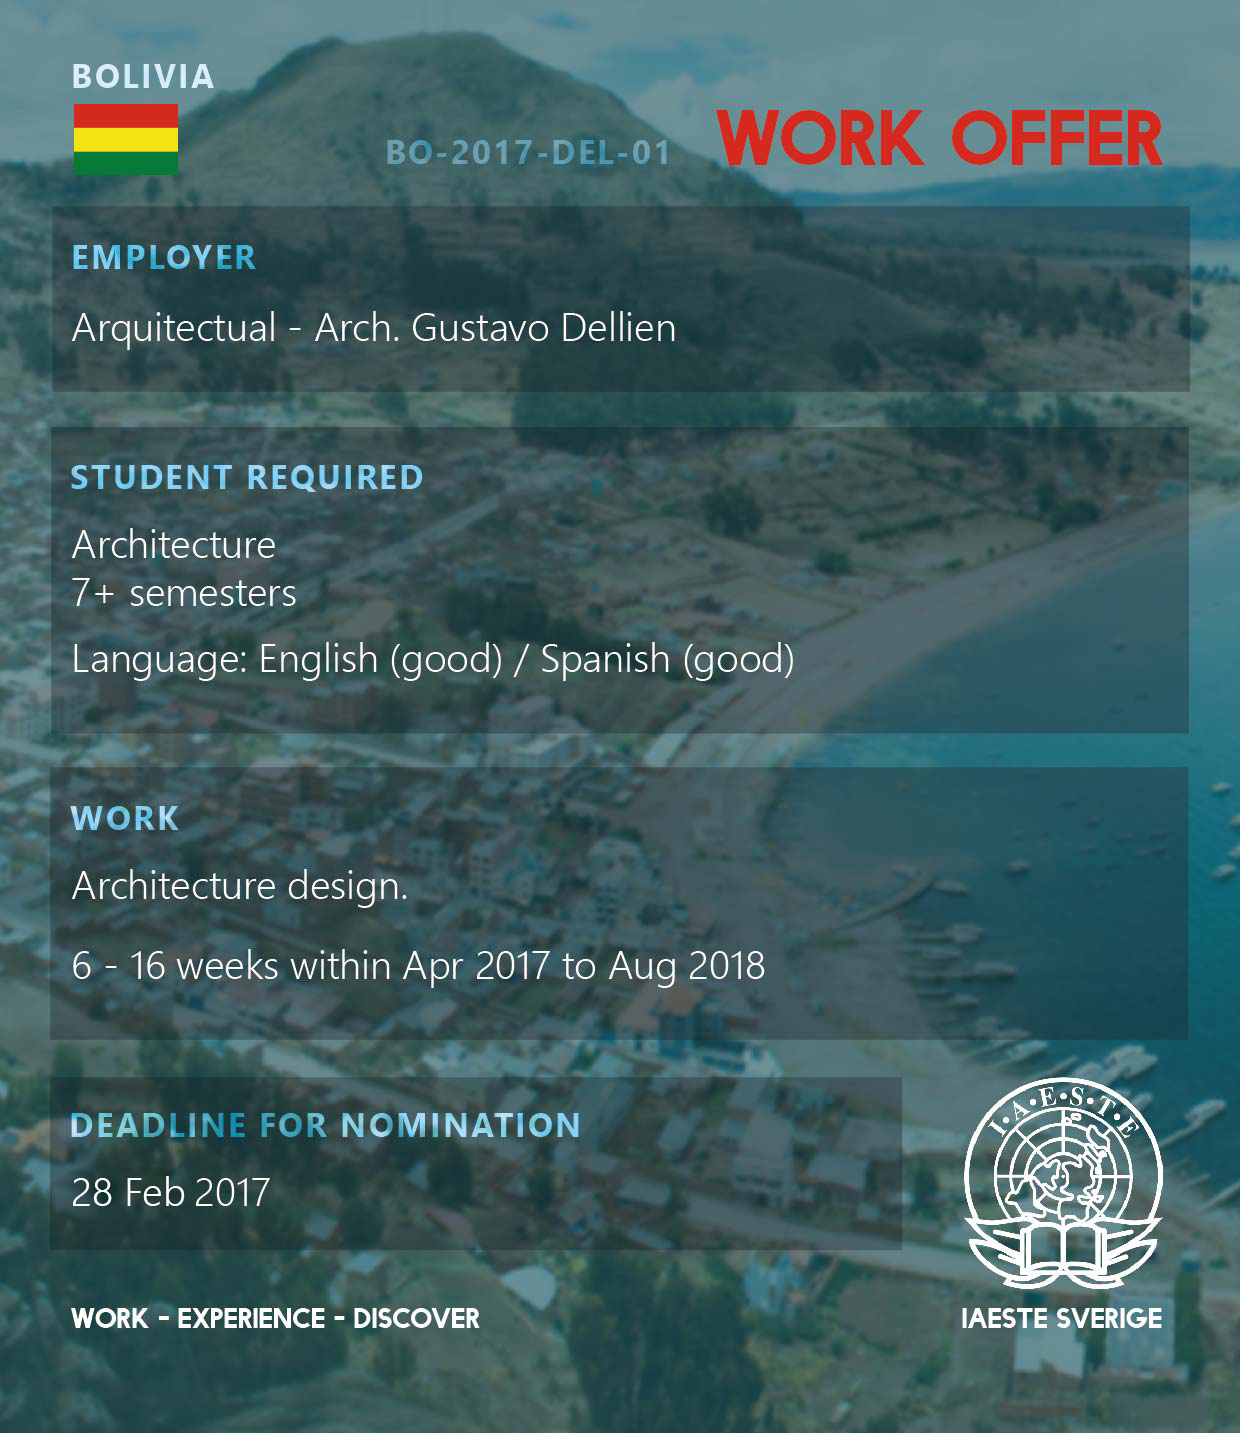 BOLIVIA
BO-2017-DEL-01 WORK OFFER
EMPLOYER
Arquitectual - Arch. Gustavo Dellien
STUDENT REQUIRED
Architecture
7+ semesters
Language: English (good) / Spanish (good)
WORK
Architecture design.
6 - 16 weeks within Apr 2017 to Aug 2018
DEADLINE FOR NOMINATION
28 Feb 2017
I·A·E·S·T·E
WORK - EXPERIENCE - DISCOVER
IAESTE SVERIGE